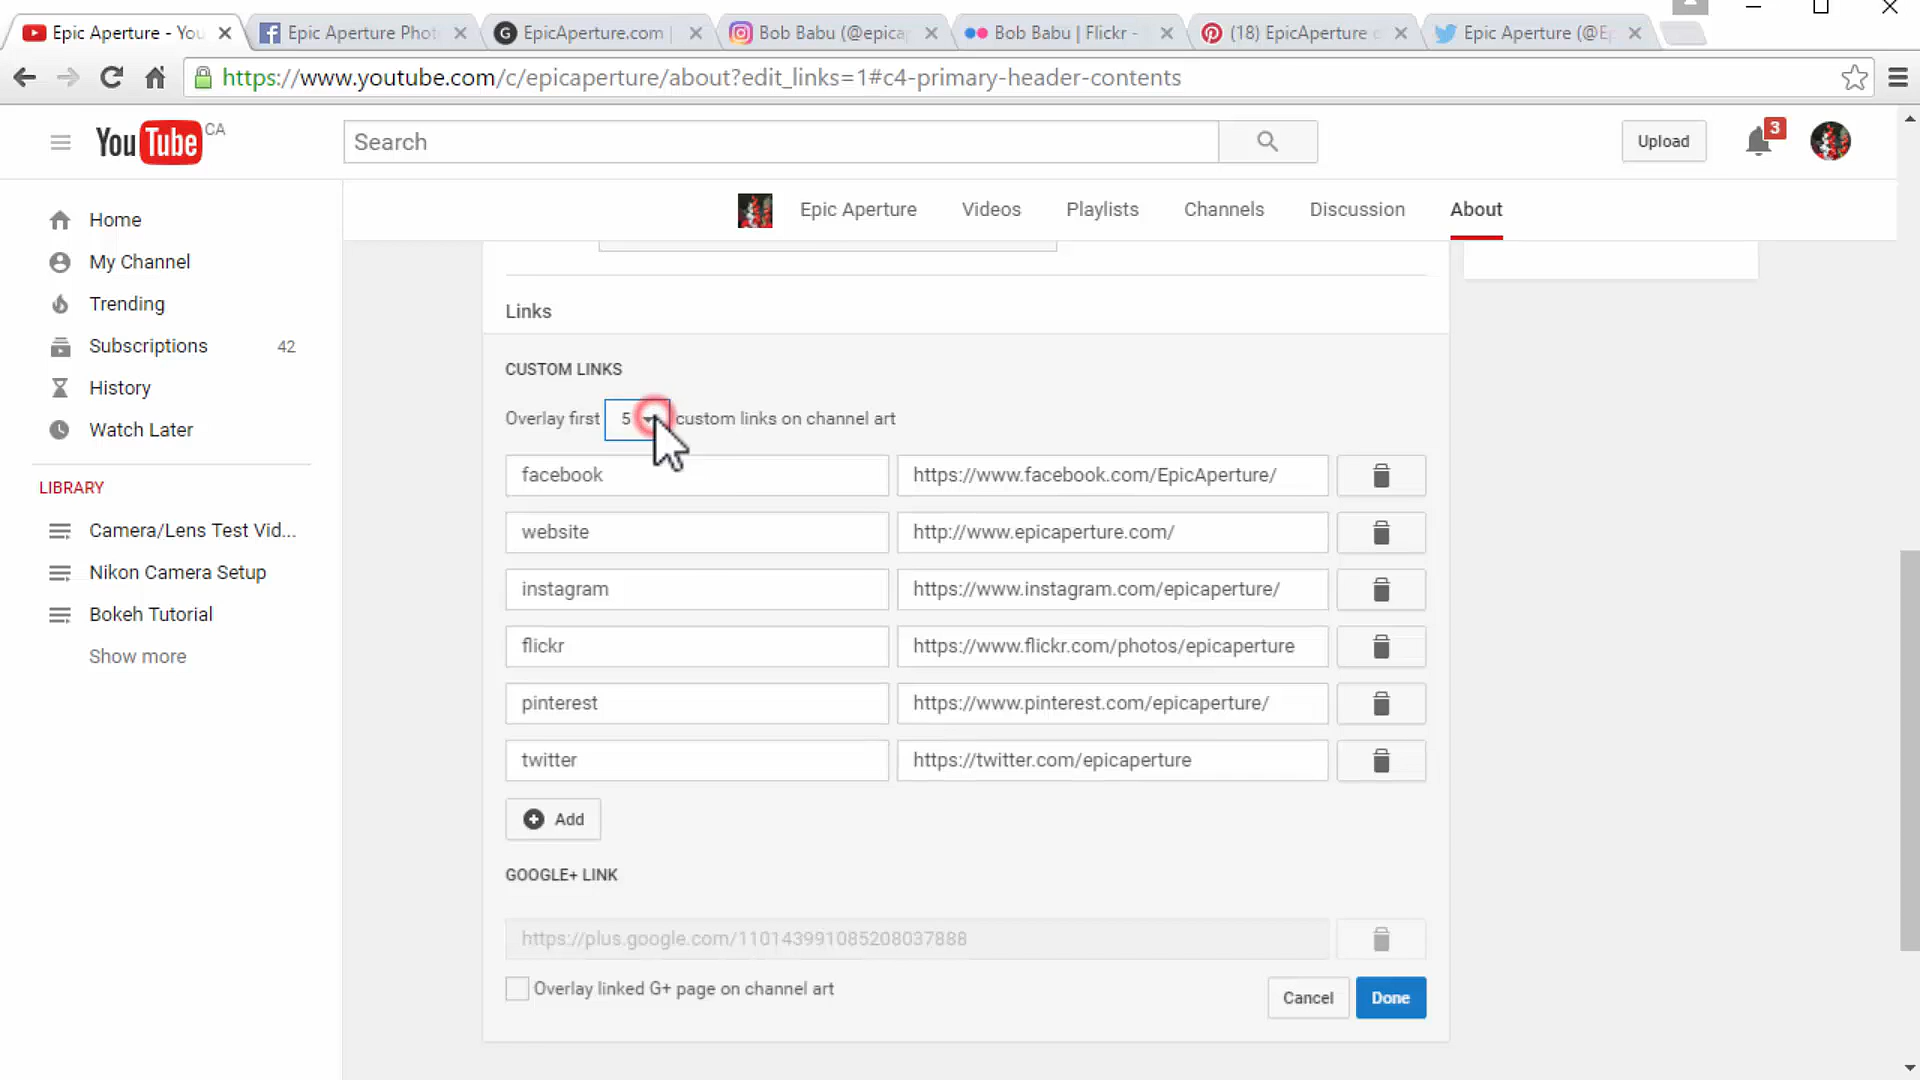 Epic Aperture - You
Epic Aperture Phot
EpicAperture.com |
Bob Babu (@epica
Bob Babu | Flickr -
(18) EpicAperture o
Epic Aperture (@Ep
https://www.youtube.com/c/epicaperture/about?edit_links=1#c4-primary-header-contents
YouTube CA
Search
Upload
3
Home
My Channel
Trending
Subscriptions 42
History
Watch Later
LIBRARY
Camera/Lens Test Vid...
Nikon Camera Setup
Bokeh Tutorial
Show more
Epic Aperture Videos Playlists Channels Discussion About
Links
CUSTOM LINKS
Overlay first 5 custom links on channel art
facebook https://www.facebook.com/EpicAperture/
website http://www.epicaperture.com/
instagram https://www.instagram.com/epicaperture/
flickr https://www.flickr.com/photos/epicaperture
pinterest https://www.pinterest.com/epicaperture/
twitter https://twitter.com/epicaperture
Add
GOOGLE+ LINK
https://plus.google.com/110143991085208037888
Overlay linked G+ page on channel art
Cancel Done